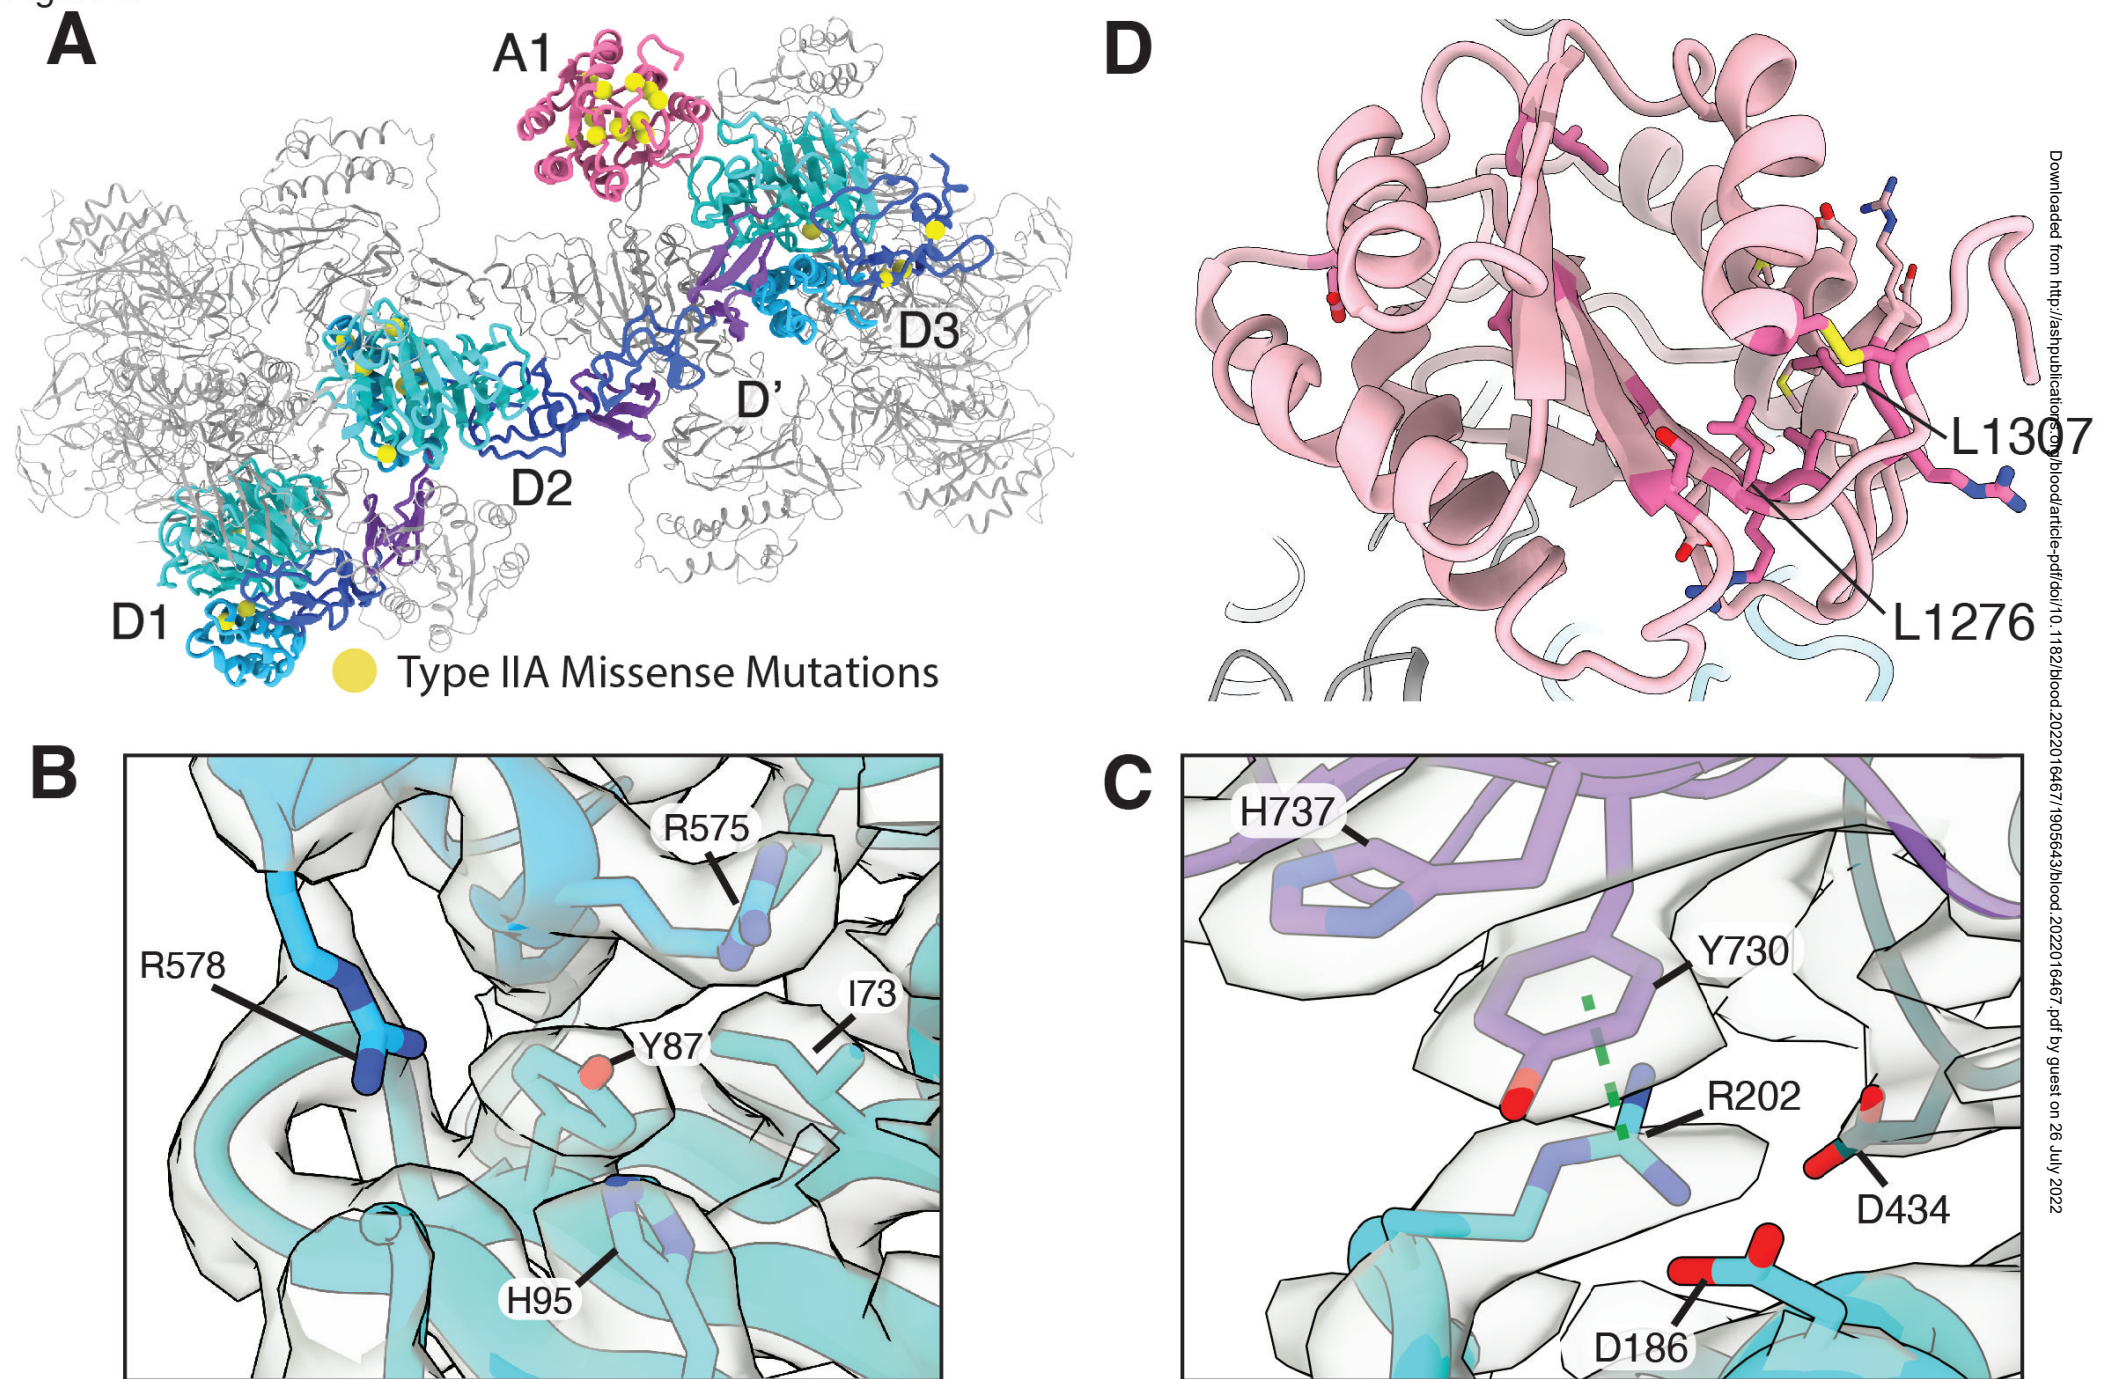 A
A1
D3
D'
D2
D1
Type IIA Missense Mutations
D
L1307
L1276
B
R575
R578
I73
Y87
H95
C
H737
Y730
R202
D434
D186
Downloaded from http://ashpublications.org/blood/article-pdf/doi/10.1182/blood.2022016467/1905643/blood.2022016467.pdf by guest on 26 July 2022